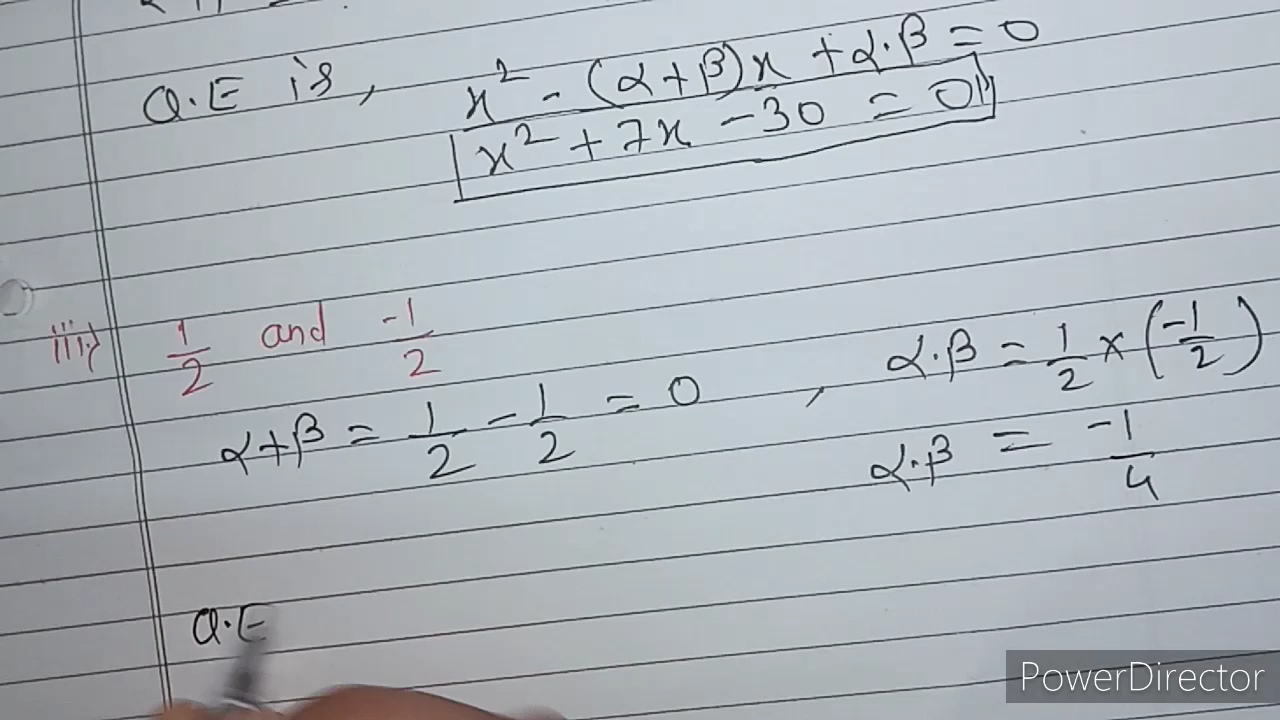 Q.E is, x² - (α+β)x + α.β = 0
x² + 7x - 30 = 0
iii.) 1/2 and -1/2
α+β = 1/2 - 1/2 = 0 , α.β = 1/2 × (-1/2)
α.β = -1/4
Q.E
PowerDirector